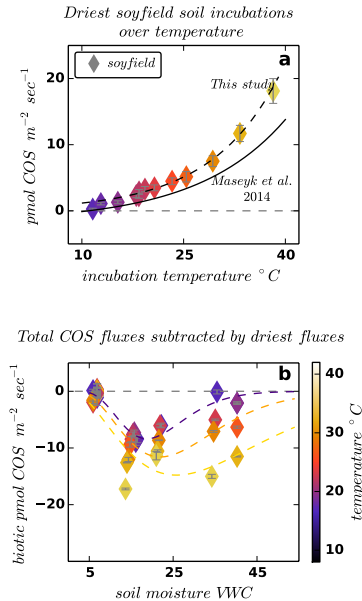 Driest soyfield soil incubations
over temperature
a
soyfield
This study
Maseyk et al.
2014
20
10
0
pmol COS m⁻² sec⁻¹
10 25 40
incubation temperature °C
Total COS fluxes subtracted by driest fluxes
b
0
−10
−20
biotic pmol COS m⁻² sec⁻¹
5 25 45
soil moisture VWC
40
30
20
10
temperature °C